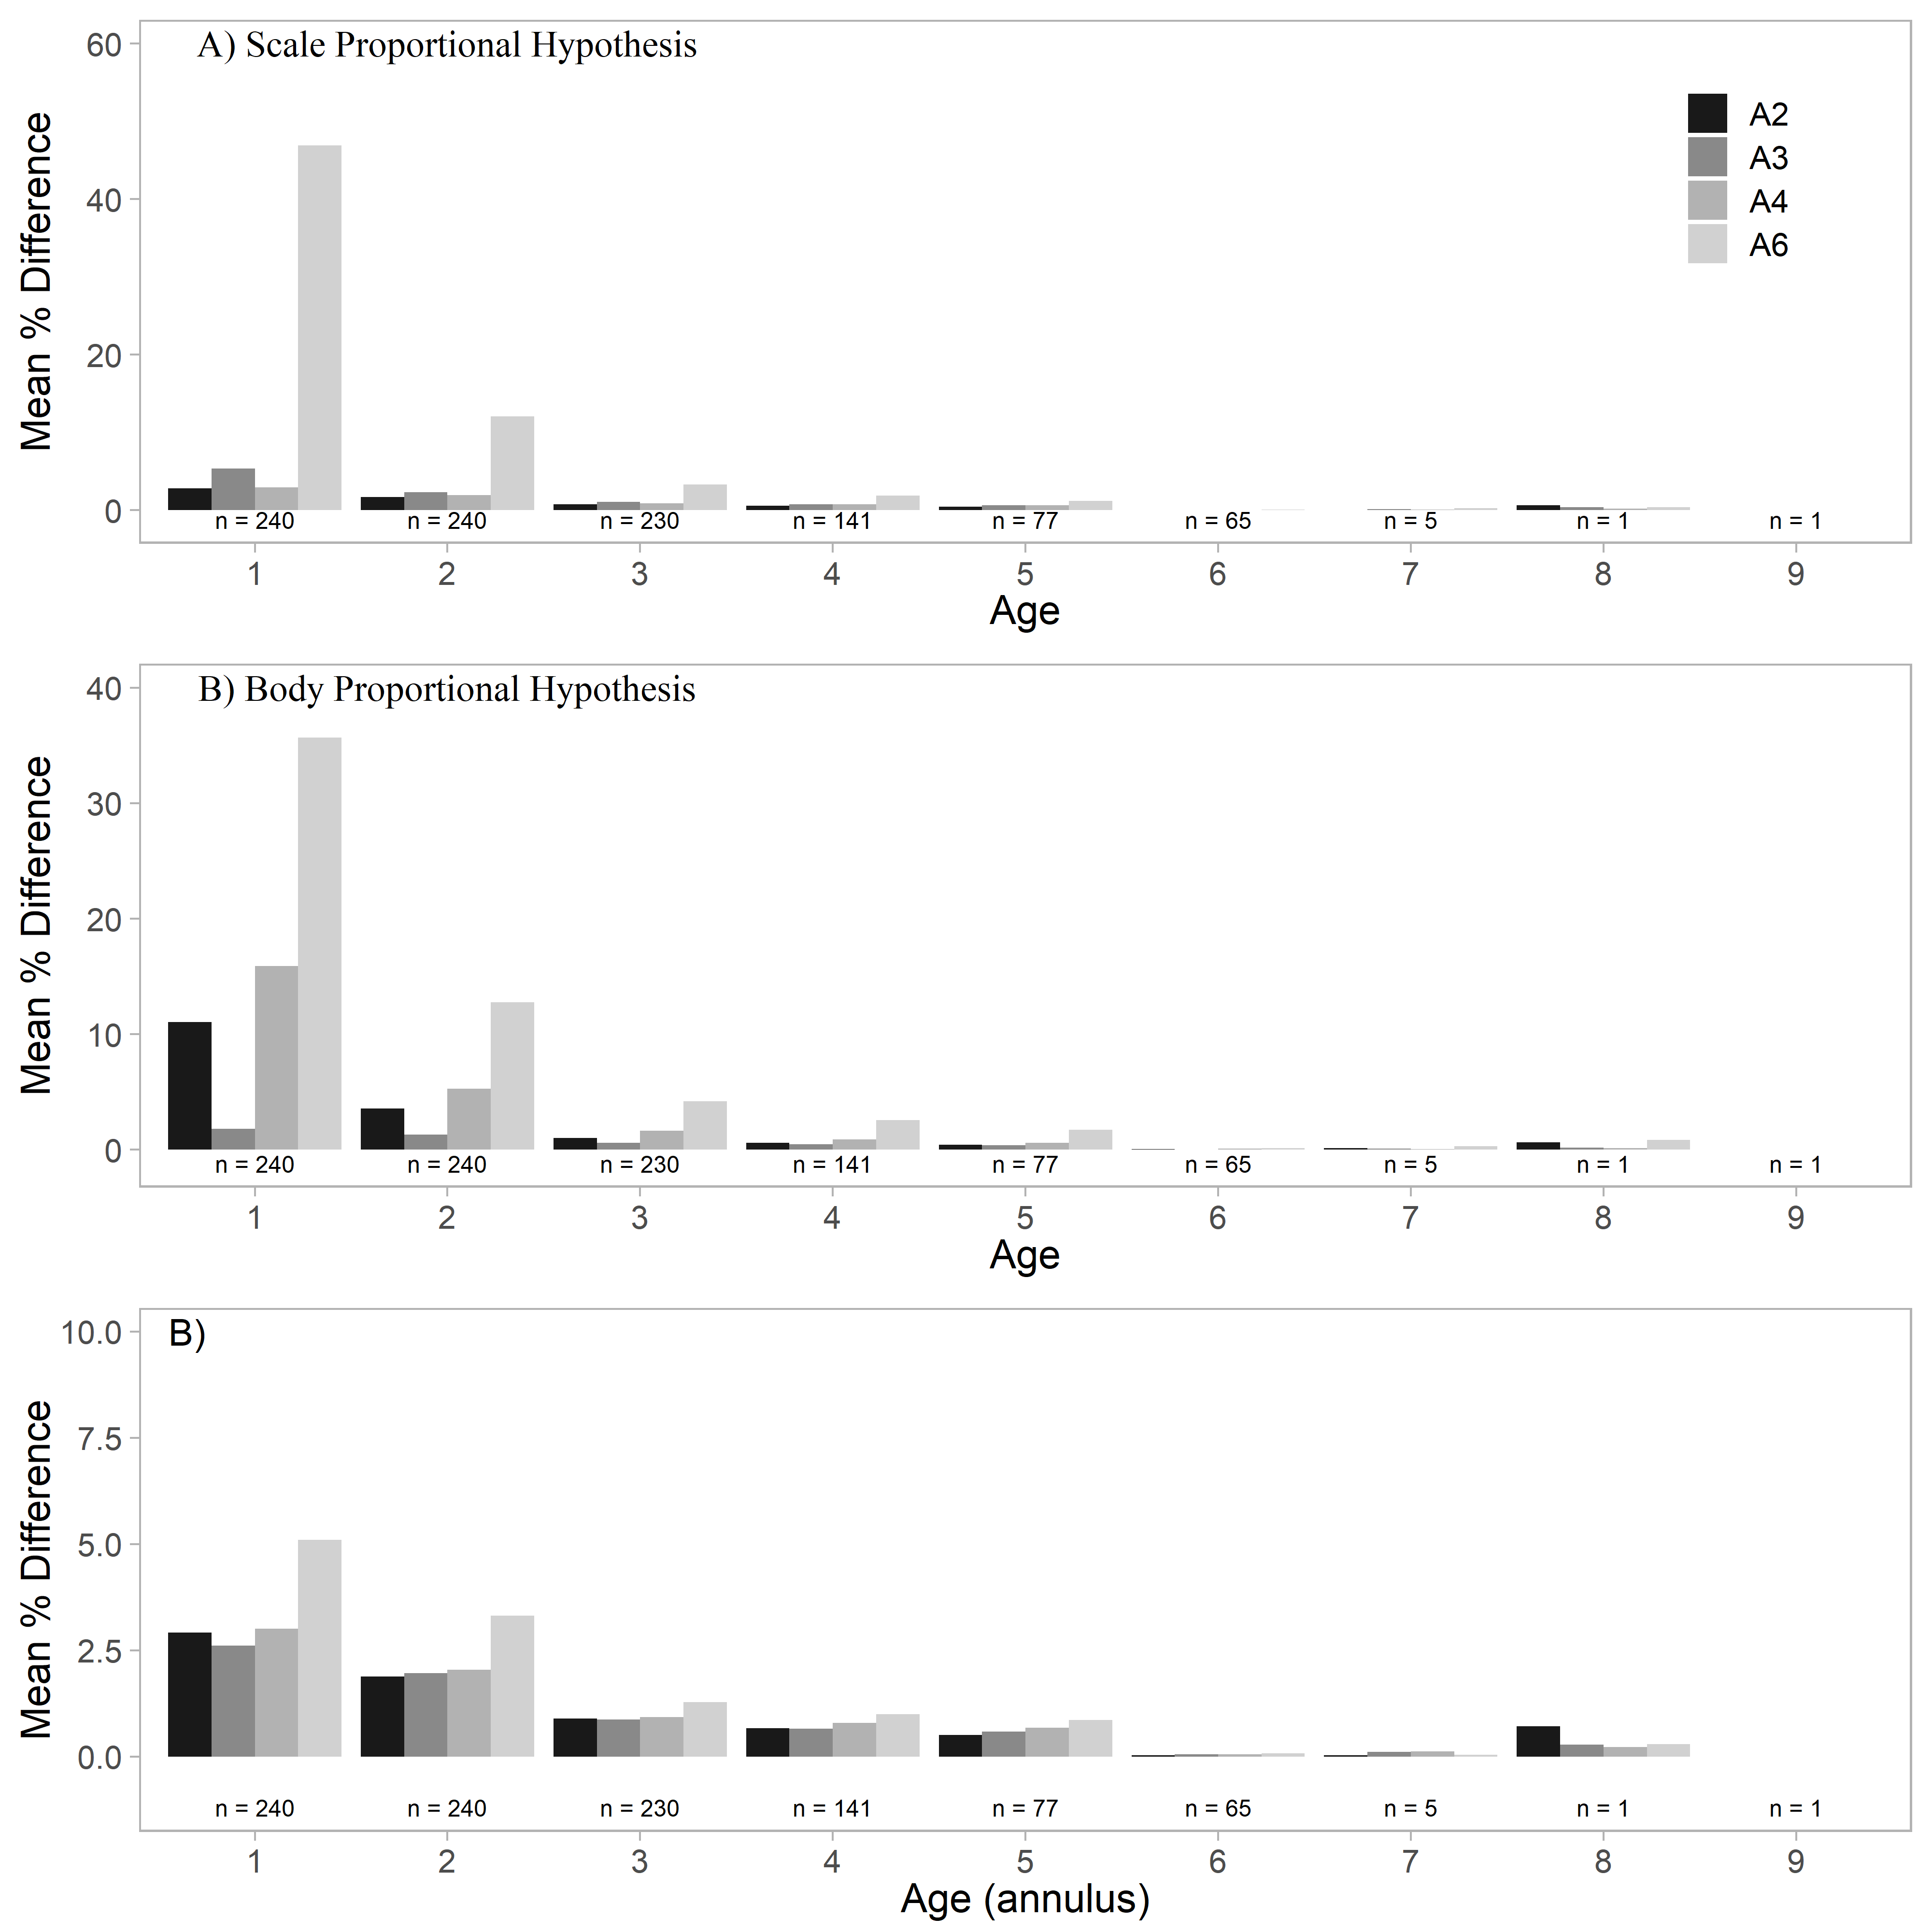 A) Scale Proportional Hypothesis
Mean % Difference
60
40
20
0
A2
A3
A4
A6
n = 240 n = 240 n = 230 n = 141 n = 77 n = 65 n = 5 n = 1 n = 1
1 2 3 4 5 6 7 8 9
Age
B) Body Proportional Hypothesis
Mean % Difference
40
30
20
10
0
n = 240 n = 240 n = 230 n = 141 n = 77 n = 65 n = 5 n = 1 n = 1
1 2 3 4 5 6 7 8 9
Age
B)
Mean % Difference
10.0
7.5
5.0
2.5
0.0
n = 240 n = 240 n = 230 n = 141 n = 77 n = 65 n = 5 n = 1 n = 1
1 2 3 4 5 6 7 8 9
Age (annulus)